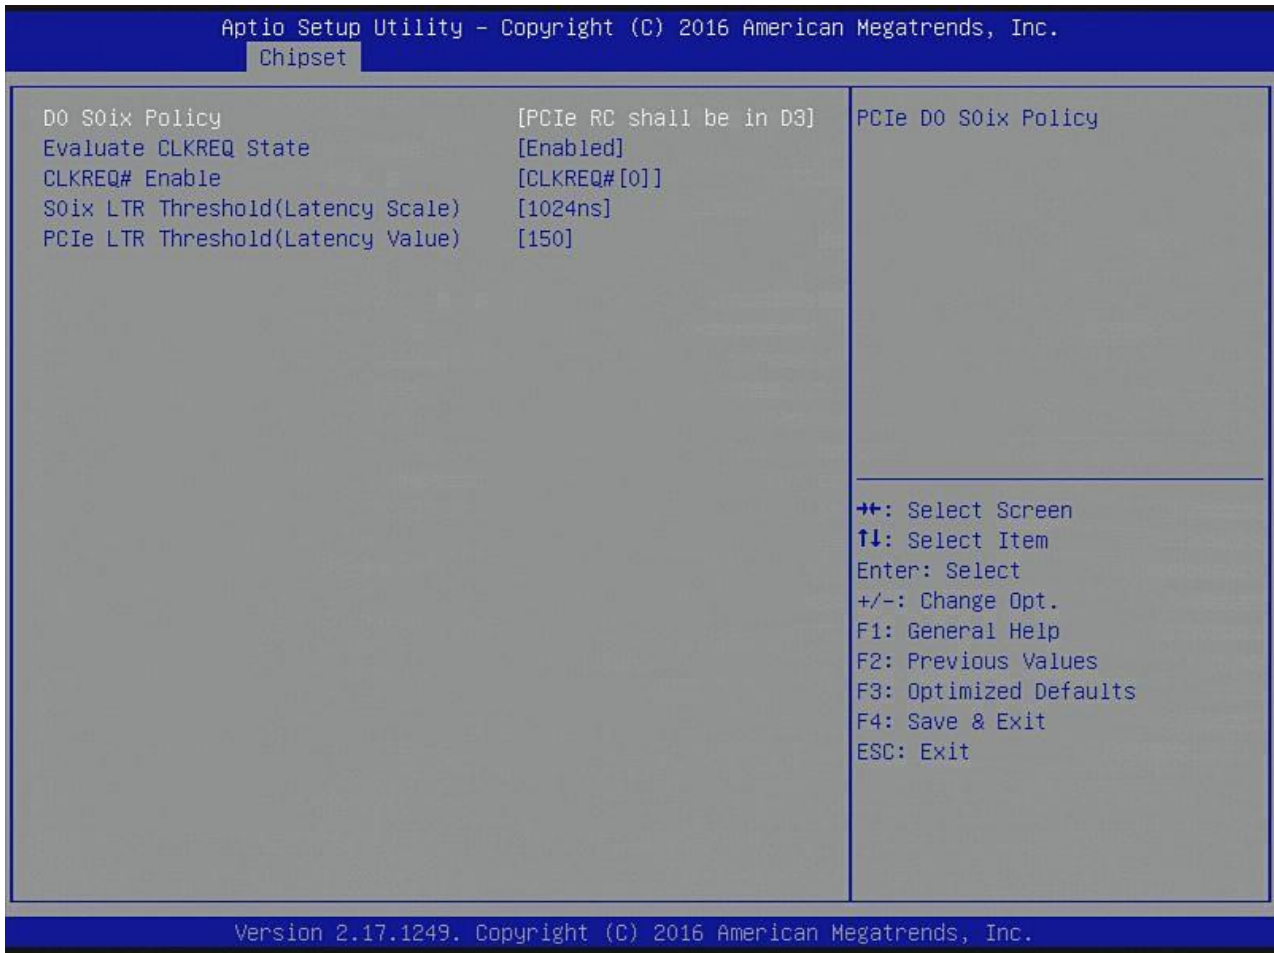 Aptio Setup Utility – Copyright (C) 2016 American Megatrends, Inc.
Chipset
D0 S0ix Policy [PCIe RC shall be in D3]
Evaluate CLKREQ State [Enabled]
CLKREQ# Enable [CLKREQ#[0]]
S0ix LTR Threshold(Latency Scale) [1024ns]
PCIe LTR Threshold(Latency Value) [150]
PCIe D0 S0ix Policy
→←: Select Screen
↑↓: Select Item
Enter: Select
+/-: Change Opt.
F1: General Help
F2: Previous Values
F3: Optimized Defaults
F4: Save & Exit
ESC: Exit
Version 2.17.1249. Copyright (C) 2016 American Megatrends, Inc.